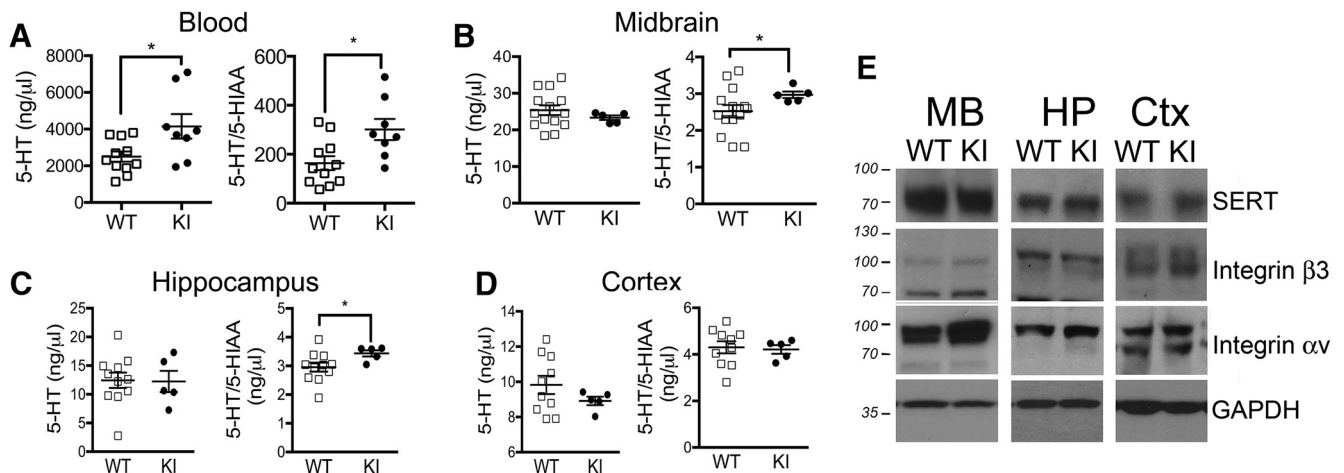 A
Blood
5-HT (ng/μl)
8000
6000
4000
2000
0
*
WT
KI
5-HT/5-HIAA
600
400
200
0
*
WT
KI
B
Midbrain
5-HT (ng/μl)
40
30
20
10
0
WT
KI
5-HT/5-HIAA
4
3
2
1
0
*
WT
KI
C
Hippocampus
5-HT (ng/μl)
25
20
15
10
5
0
WT
KI
5-HT/5-HIAA
(ng/μl)
5
4
3
2
1
0
*
WT
KI
D
Cortex
5-HT (ng/μl)
14
12
10
8
6
WT
KI
5-HT/5-HIAA
(ng/μl)
6
4
2
0
WT
KI
E
MB HP Ctx
WT KI WT KI WT KI
100
70
SERT
130
100
70
Integrin β3
100
70
Integrin αv
35
GAPDH